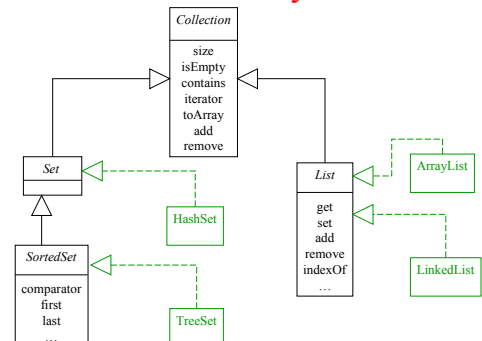 Collection
size
isEmpty
contains
iterator
toArray
add
remove
Set
HashSet
SortedSet
comparator
first
last
…
TreeSet
List
get
set
add
remove
indexOf
…
ArrayList
LinkedList